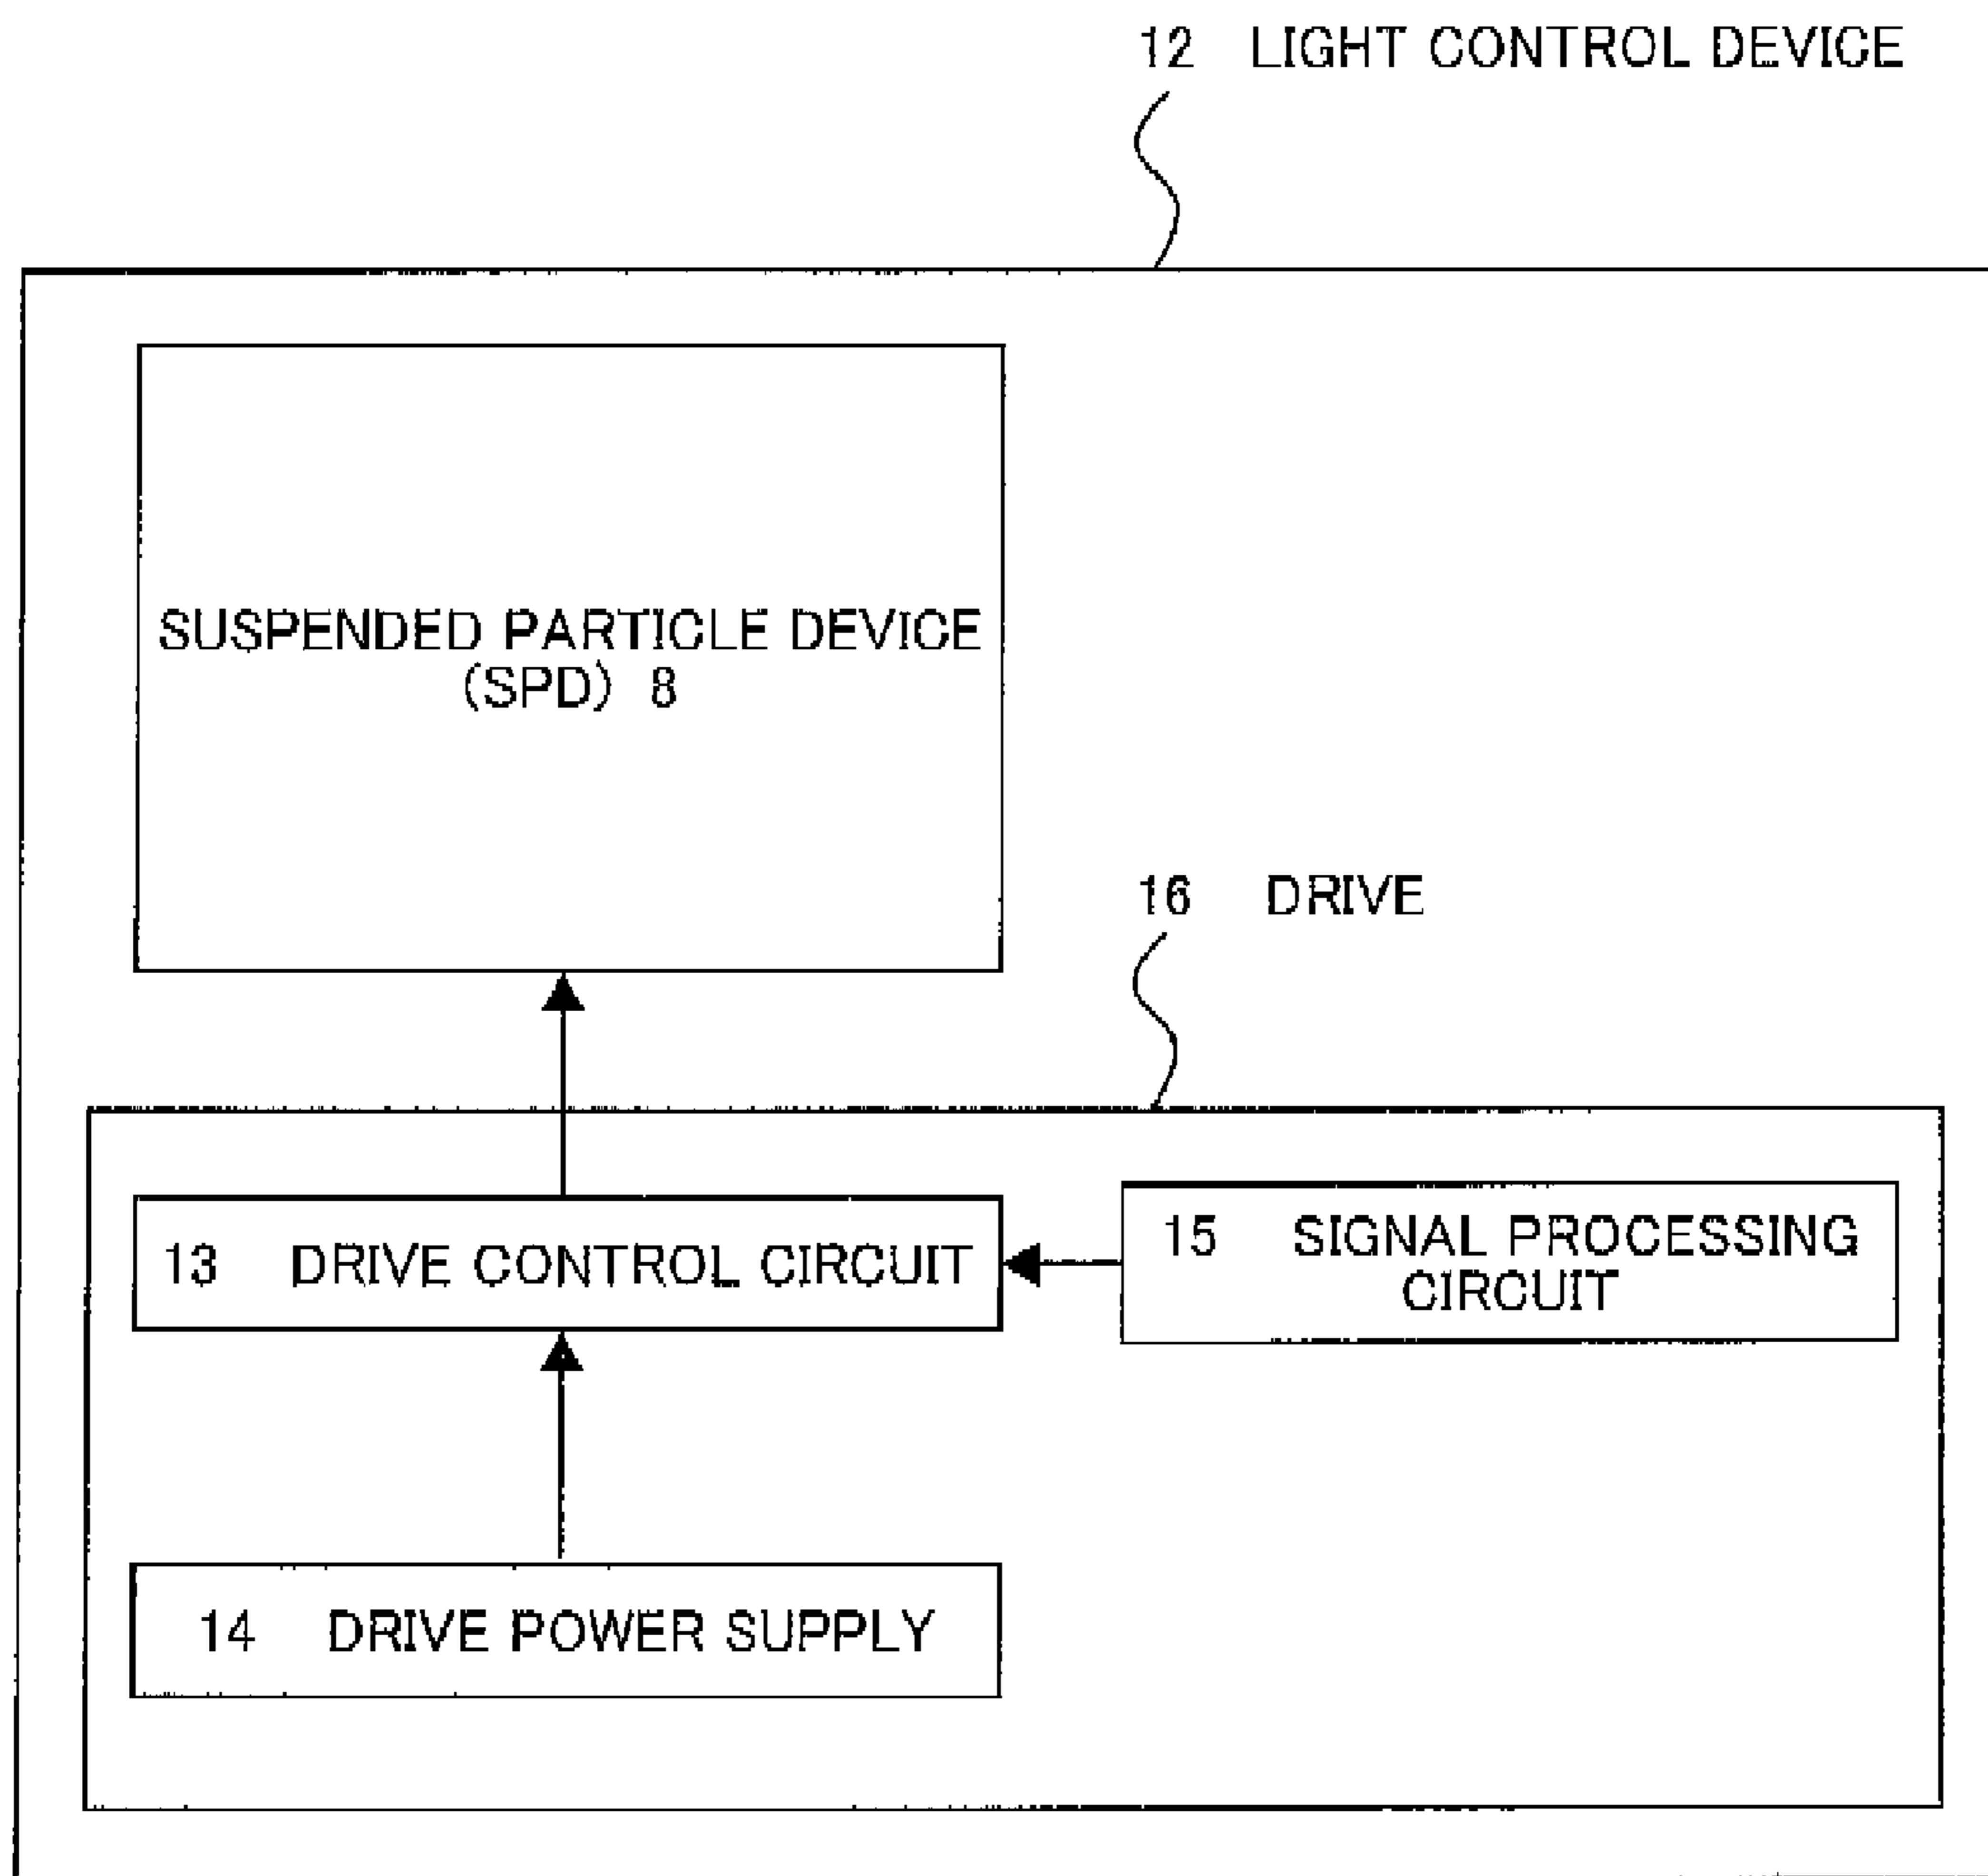 12 LIGHT CONTROL DEVICE
SUSPENDED PARTICLE DEVICE
(SPD) 8
16 DRIVE
13 DRIVE CONTROL CIRCUIT
15 SIGNAL PROCESSING
CIRCUIT
14 DRIVE POWER SUPPLY